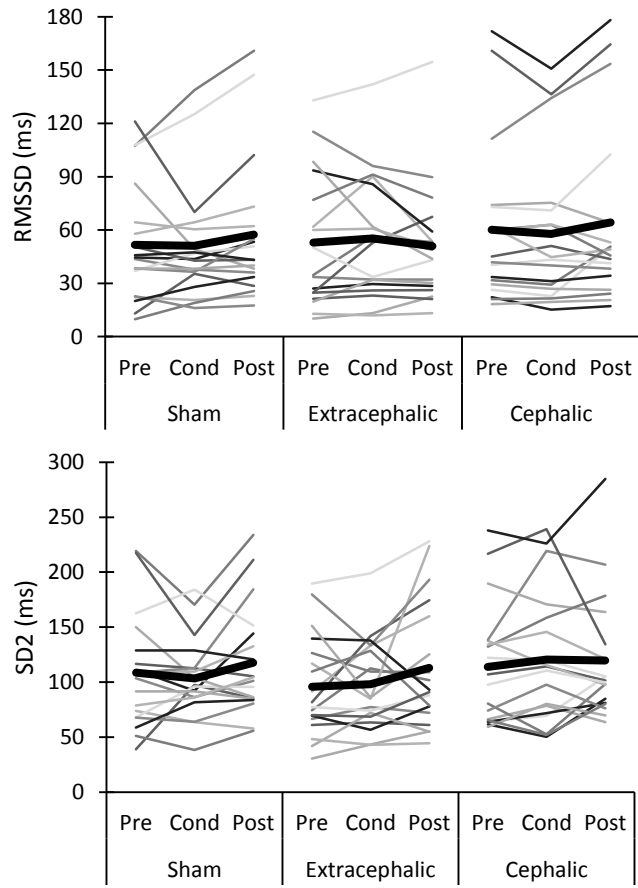 180
150
120
90
60
30
0
RMSSD (ms)
Pre Cond Post Pre Cond Post Pre Cond Post
Sham Extracephalic Cephalic
300
250
200
150
100
50
0
SD2 (ms)
Pre Cond Post Pre Cond Post Pre Cond Post
Sham Extracephalic Cephalic